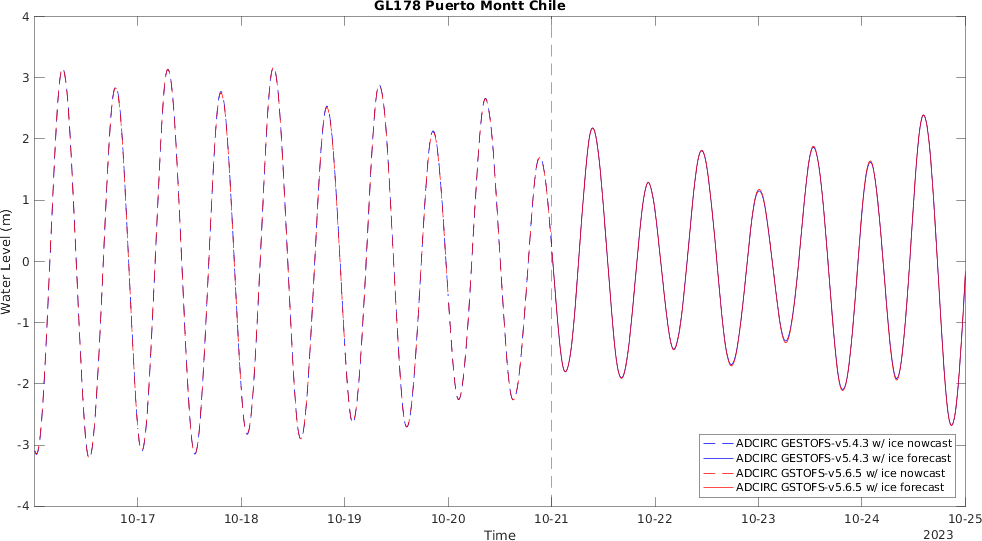 GL178 Puerto Montt Chile
Water Level (m)
4
3
2
1
0
-1
-2
-3
-4
10-17
10-18
10-19
10-20
10-21
10-22
10-23
10-24
10-25
Time
2023
ADCIRC GESTOFS-v5.4.3 w/ ice nowcast
ADCIRC GESTOFS-v5.4.3 w/ ice forecast
ADCIRC GSTOFS-v5.6.5 w/ ice nowcast
ADCIRC GSTOFS-v5.6.5 w/ ice forecast